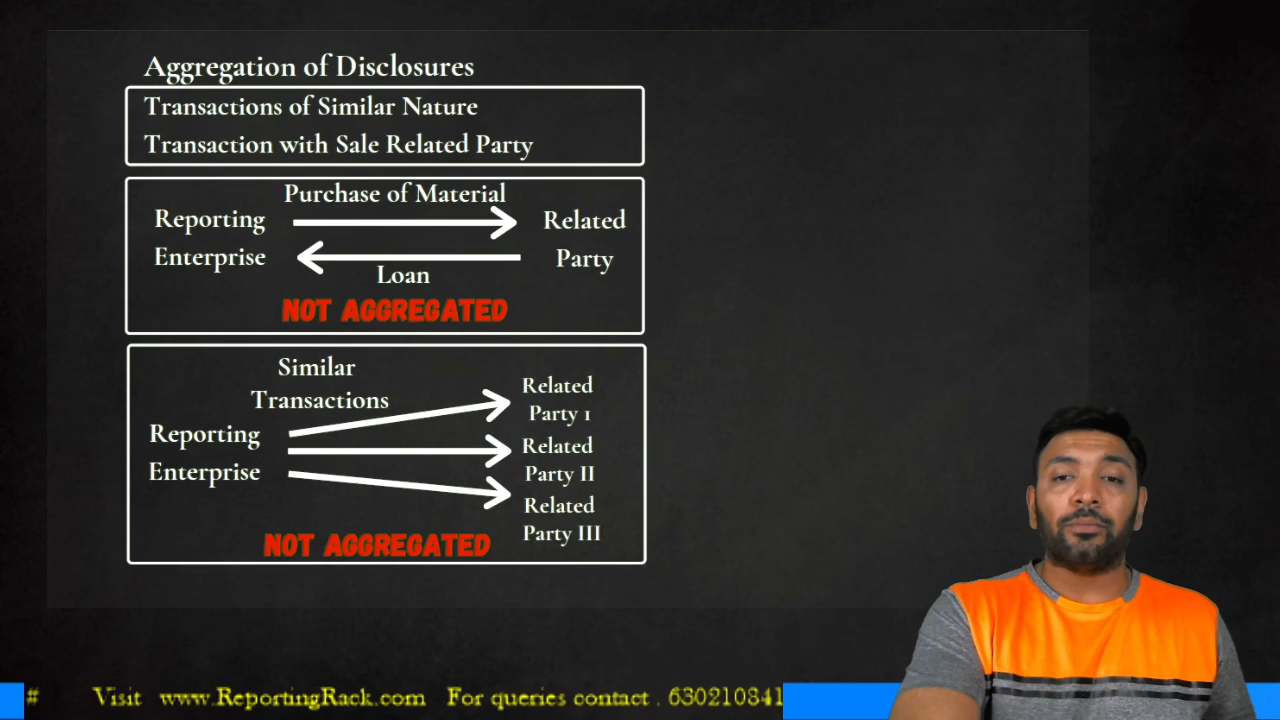 Aggregation of Disclosures
Transactions of Similar Nature
Transaction with Sale Related Party
Purchase of Material
Reporting
Enterprise
Related
Party
Loan
NOT AGGREGATED
Similar
Transactions
Reporting
Enterprise
Related
Party 1
Related
Party II
Related
Party III
NOT AGGREGATED
# Visit www.ReportingRack.com For queries contact . 630210841